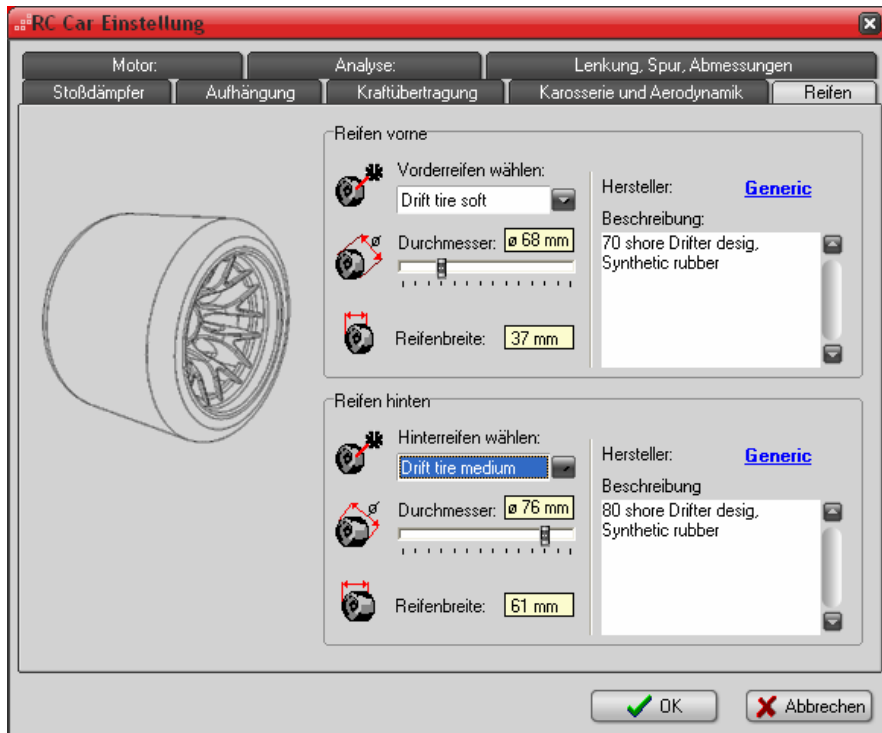 RC Car Einstellung
Motor: Analyse: Lenkung, Spur, Abmessungen
Stoßdämpfer Aufhängung Kraftübertragung Karosserie und Aerodynamik Reifen
Reifen vorne
Vorderreifen wählen:
Drift tire soft
Durchmesser: ø 68 mm
Reifenbreite: 37 mm
Hersteller: Generic
Beschreibung:
70 shore Drifter desig,
Synthetic rubber
Reifen hinten
Hinterreifen wählen:
Drift tire medium
Durchmesser: ø 76 mm
Reifenbreite: 61 mm
Hersteller: Generic
Beschreibung
80 shore Drifter desig,
Synthetic rubber
OK Abbrechen